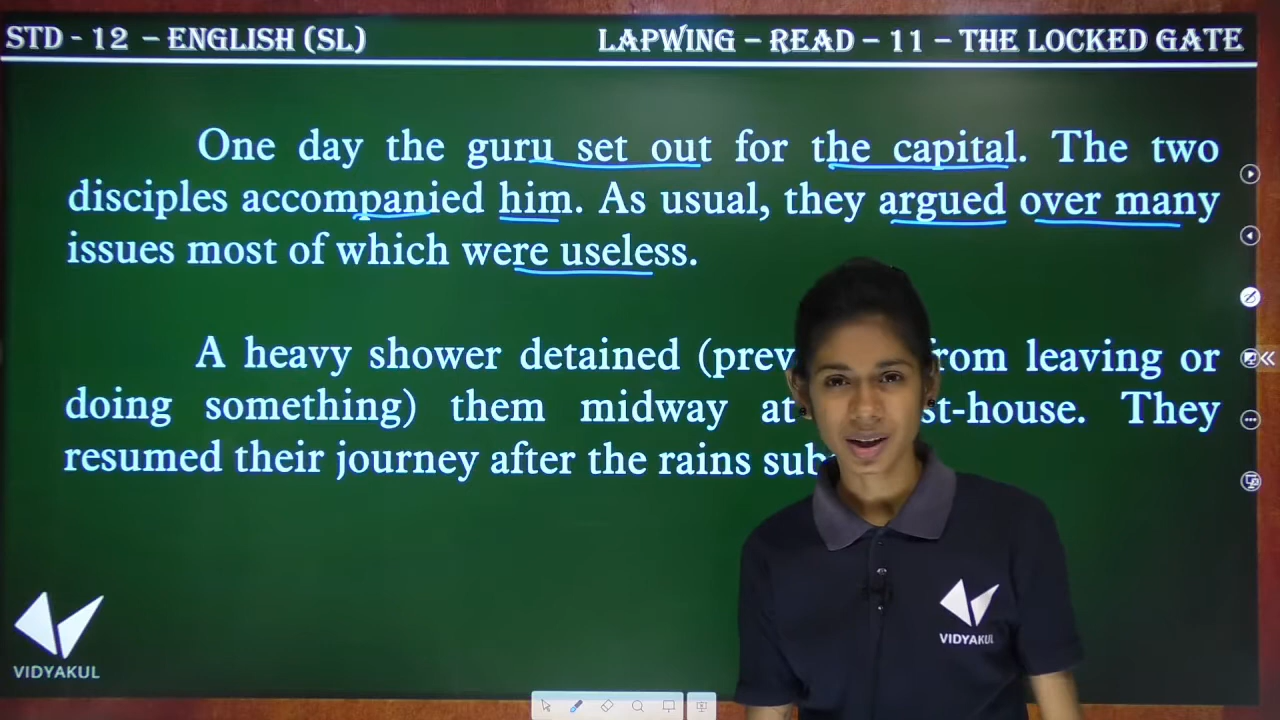 STD - 12 – ENGLISH (SL)
LAPWING – READ – 11 – THE LOCKED GATE
One day the guru set out for the capital. The two
disciples accompanied him. As usual, they argued over many
issues most of which were useless.
A heavy shower detained leaving or
doing something) them midway at They
resumed their journey after the rains
VIDYAKUL
VIDYAKUL